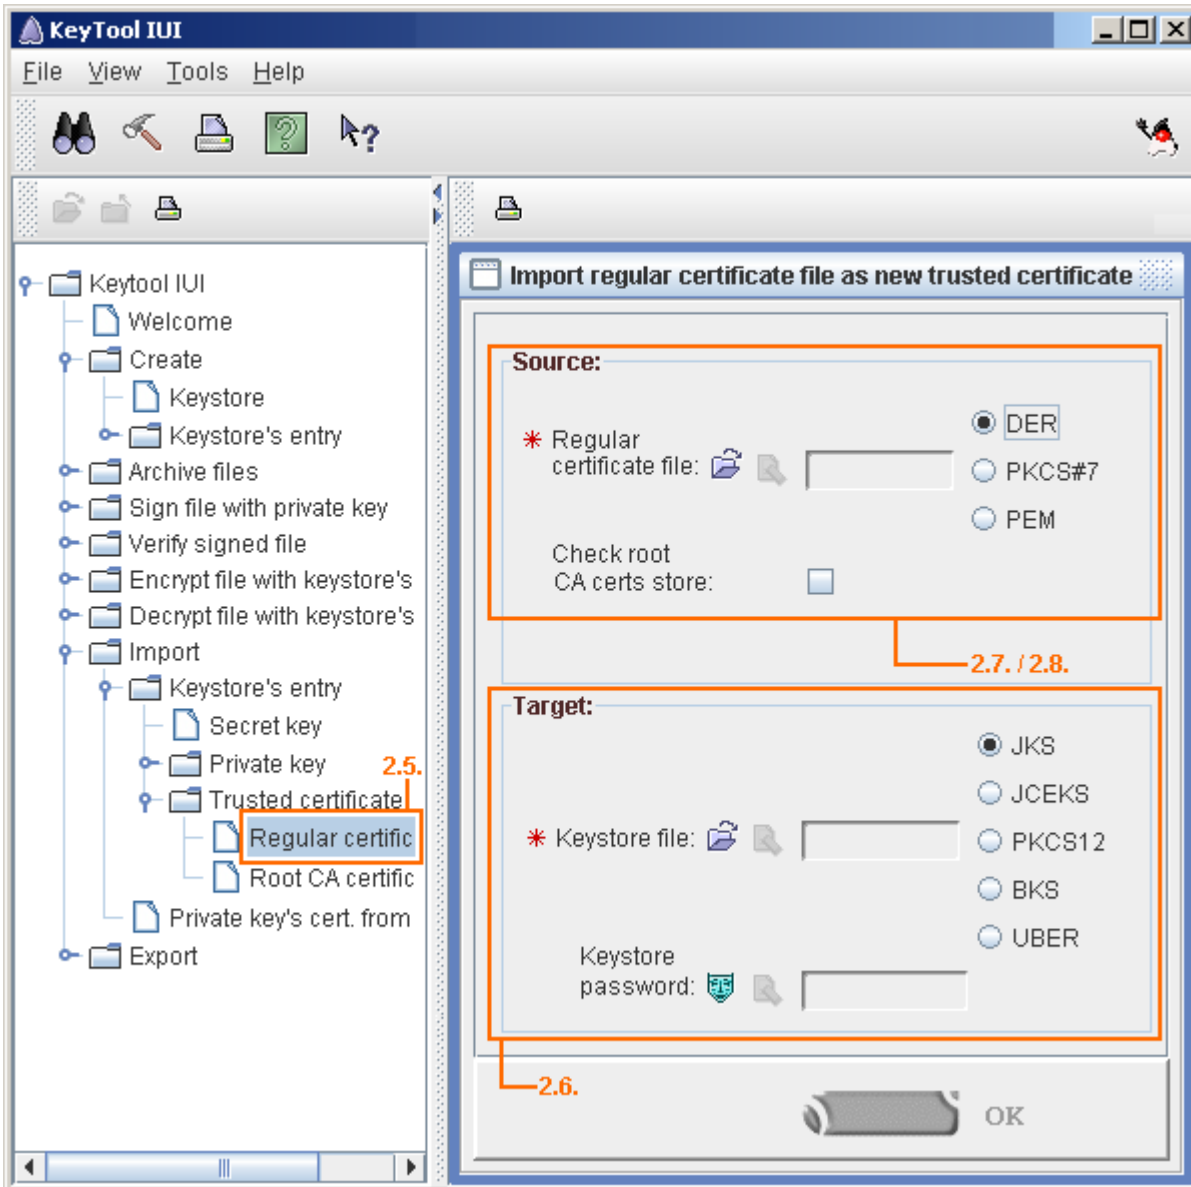 KeyTool IUI
File View Tools Help
Keytool IUI
Welcome
Create
Keystore
Keystore's entry
Archive files
Sign file with private key
Verify signed file
Encrypt file with keystore's
Decrypt file with keystore's
Import
Keystore's entry
Secret key
Private key
2.5.
Trusted certificate
Regular certific
Root CA certific
Private key's cert. from
Export
Import regular certificate file as new trusted certificate
Source:
* Regular
certificate file:
DER
PKCS#7
PEM
Check root
CA certs store:
2.7. / 2.8.
Target:
JKS
JCEKS
* Keystore file:
PKCS12
BKS
UBER
Keystore
password:
2.6.
OK